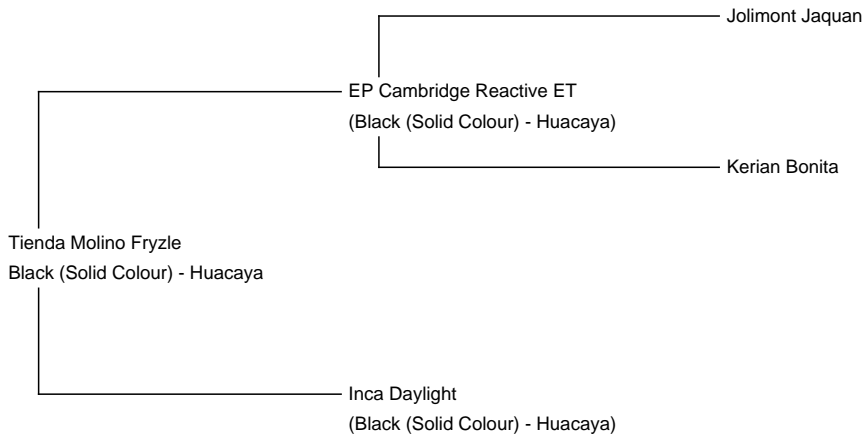 Jolimont Jaquan
EP Cambridge Reactive ET
(Black (Solid Colour) - Huacaya)
Kerian Bonita
Tienda Molino Fryzle
Black (Solid Colour) - Huacaya
Inca Daylight
(Black (Solid Colour) - Huacaya)